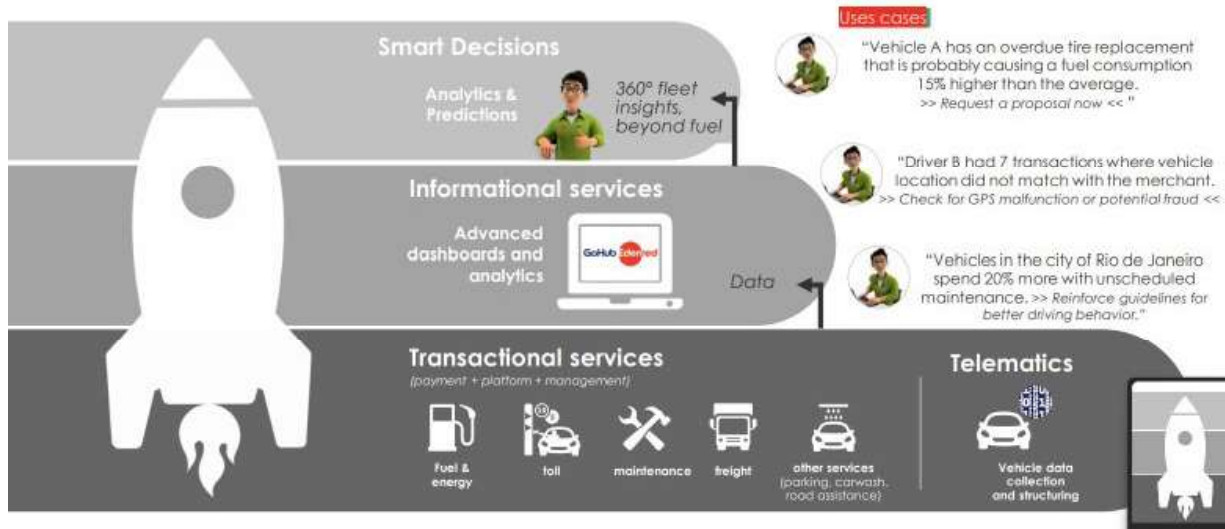 Uses cases
Smart Decisions
Analytics &
Predictions
360° fleet
insights,
beyond fuel
"Vehicle A has an overdue tire replacement
that is probably causing a fuel consumption
15% higher than the average.
>> Request a proposal now << "
"Driver B had 7 transactions where vehicle
location did not match with the merchant.
>> Check for GPS malfunction or potential fraud <<
"Vehicles in the city of Rio de Janeiro
spend 20% more with unscheduled
maintenance. >> Reinforce guidelines for
better driving behavior."
Informational services
Advanced
dashboards and
analytics
GoHub Edenred
Data
Transactional services
(payment + platform + management)
Fuel &
energy
toll
maintenance
freight
other services
(parking, carwash,
road assistance)
Telematics
Vehicle data
collection
and structuring